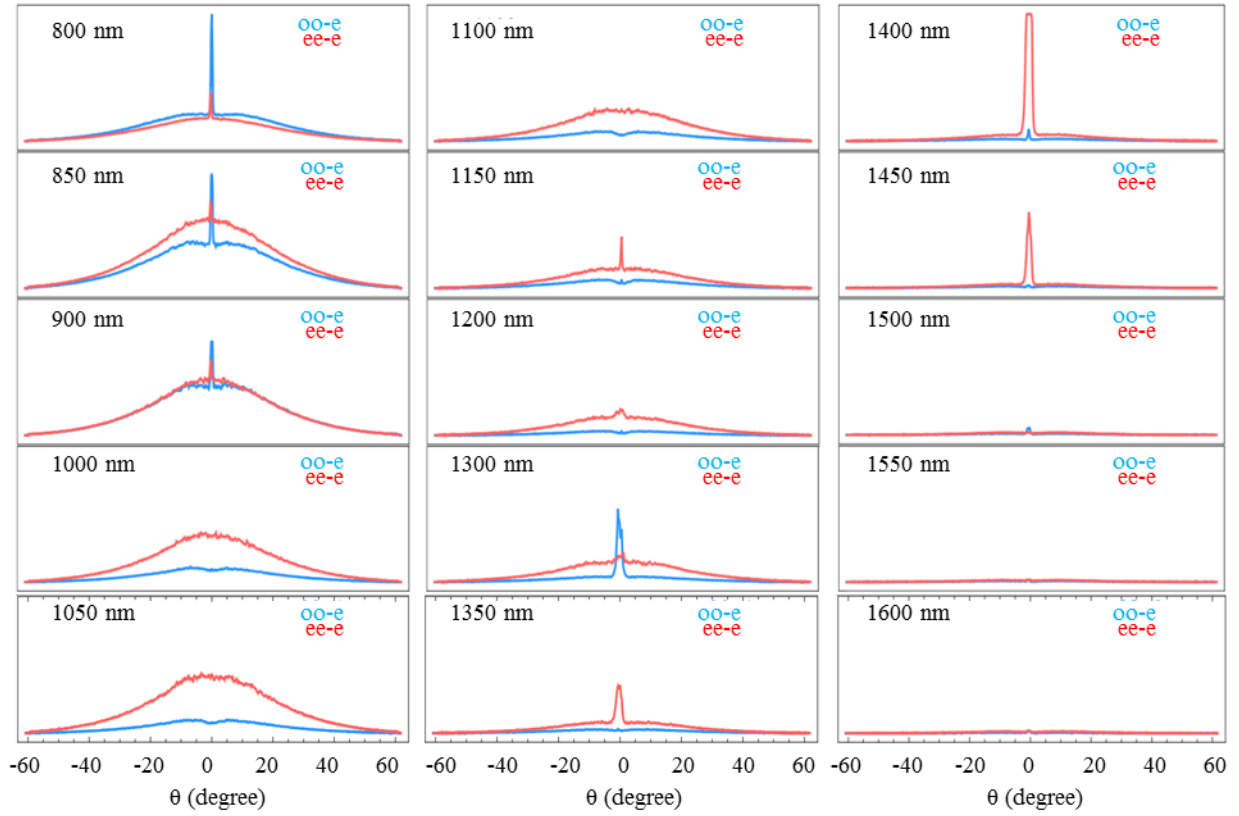 800 nm
oo-e
ee-e
850 nm
oo-e
ee-e
900 nm
oo-e
ee-e
1000 nm
oo-e
ee-e
1050 nm
oo-e
ee-e
-60 -40 -20 0 20 40 60
θ (degree)
1100 nm
oo-e
ee-e
1150 nm
oo-e
ee-e
1200 nm
oo-e
ee-e
1300 nm
oo-e
ee-e
1350 nm
oo-e
ee-e
-60 -40 -20 0 20 40 60
θ (degree)
1400 nm
oo-e
ee-e
1450 nm
oo-e
ee-e
1500 nm
oo-e
ee-e
1550 nm
oo-e
ee-e
1600 nm
oo-e
ee-e
-60 -40 -20 0 20 40 60
θ (degree)